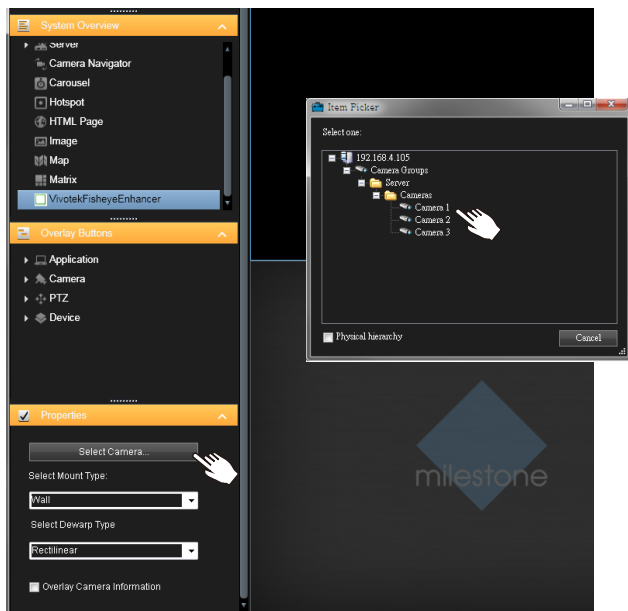 System Overview
Server
Camera Navigator
Carousel
Hotspot
HTML Page
Image
Map
Matrix
VivotekFisheyeEnhancer
Overlay Buttons
Application
Camera
PTZ
Device
Properties
Select Camera...
Select Mount Type:
Wall
Select Dewarp Type
Rectilinear
Overlay Camera Information
Item Picker
Select one:
192.168.4.105
Camera Groups
Server
Cameras
Camera 1
Camera 2
Camera 3
Physical hierarchy
Cancel
milestone